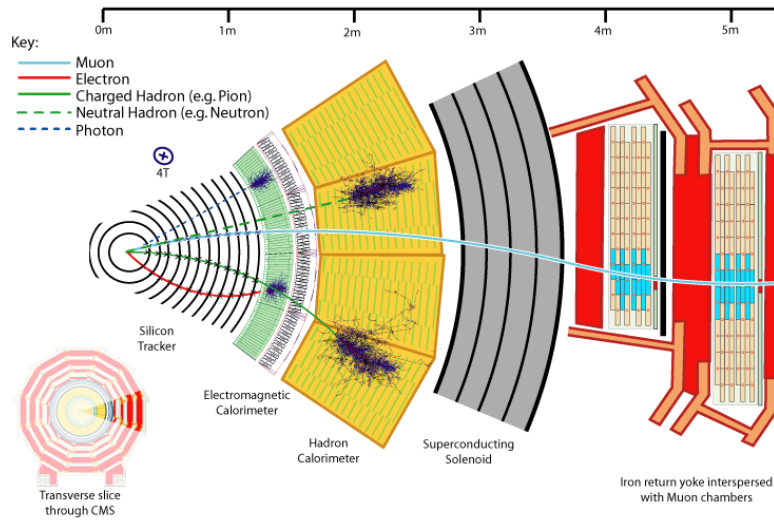 0m 1m 2m 3m 4m 5m
Key:
Muon
Electron
Charged Hadron (e.g. Pion)
Neutral Hadron (e.g. Neutron)
Photon
4T
Silicon
Tracker
Electromagnetic
Calorimeter
Hadron
Calorimeter
Superconducting
Solenoid
Iron return yoke interspersed
with Muon chambers
Transverse slice
through CMS